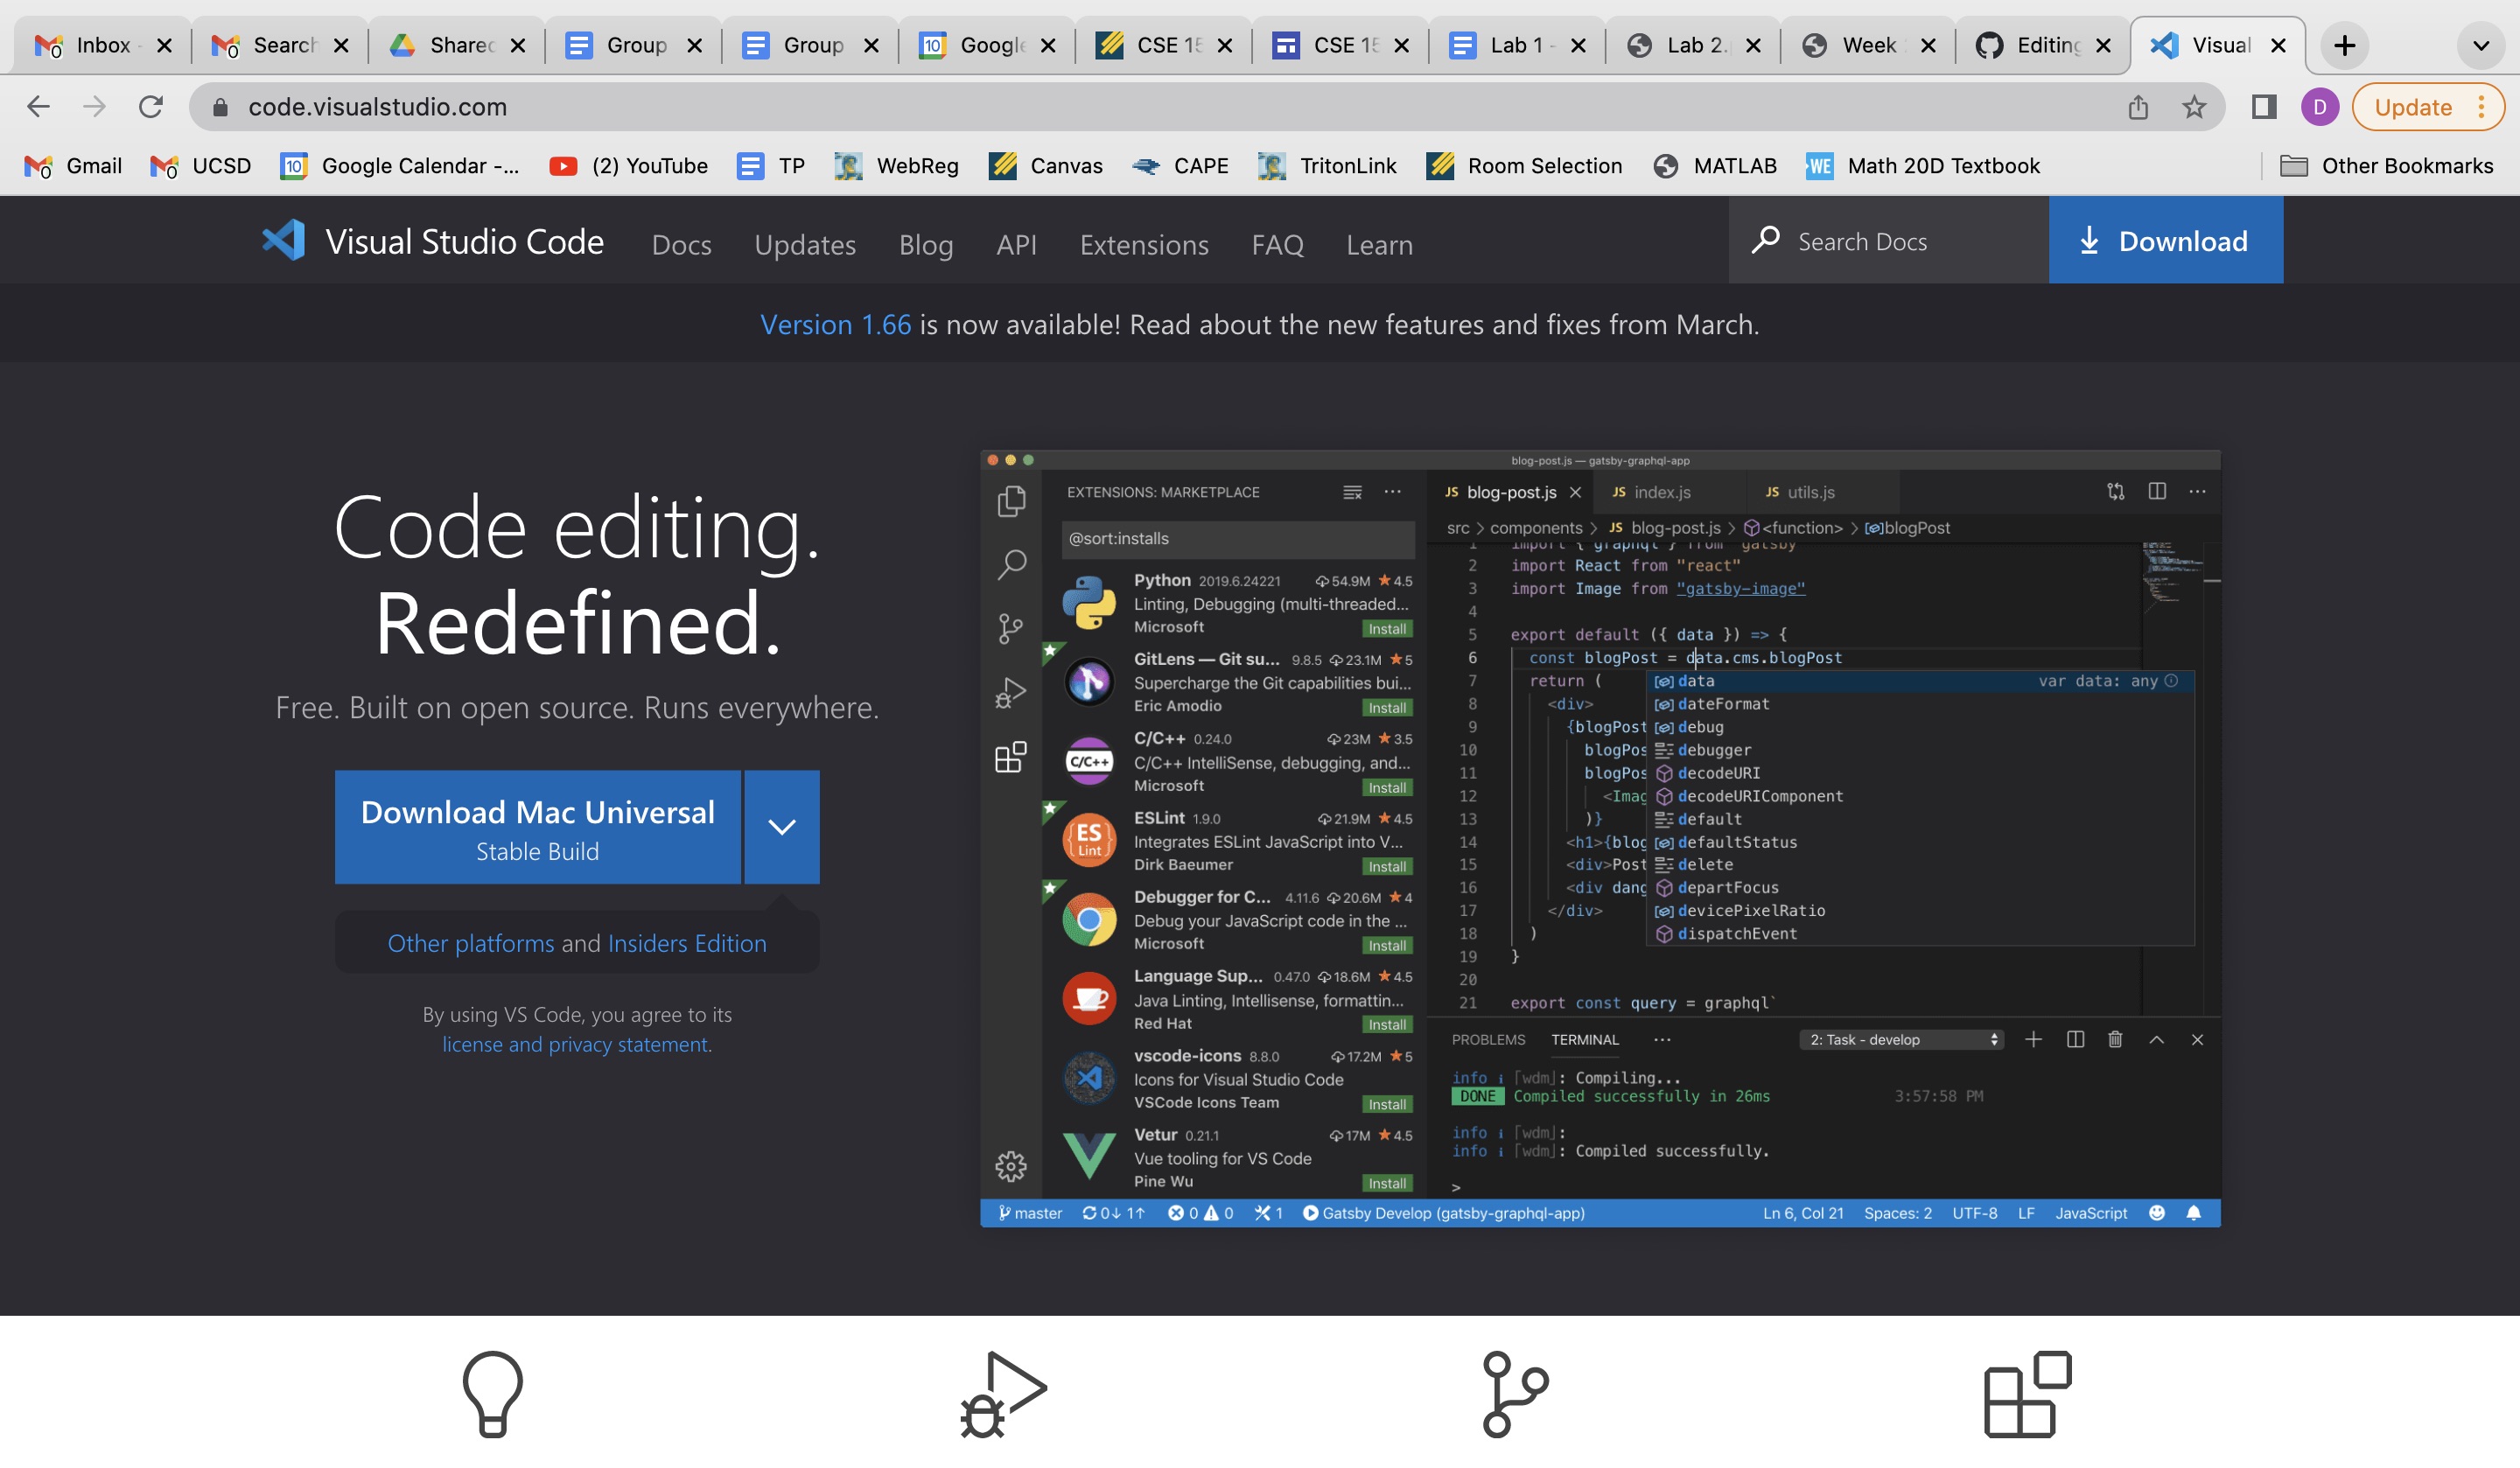 Inbox
Search
Shared
Group
Group
Google
CSE 15
CSE 15
Lab 1 -
Lab 2.
Week
Editing
Visual
code.visualstudio.com
D
Update
Gmail
UCSD
Google Calendar -...
(2) YouTube
TP
WebReg
Canvas
CAPE
TritonLink
Room Selection
MATLAB
WE
Math 20D Textbook
Other Bookmarks
Visual Studio Code
Docs
Updates
Blog
API
Extensions
FAQ
Learn
Search Docs
Download
Version 1.66 is now available! Read about the new features and fixes from March.
Code editing.
Redefined.
Free. Built on open source. Runs everywhere.
Download Mac Universal
Stable Build
Other platforms and Insiders Edition
By using VS Code, you agree to its
license and privacy statement.
blog-post.js — gatsby-graphql-app
EXTENSIONS: MARKETPLACE
@sort:installs
Python 2019.6.24221 54.9M 4.5
Linting, Debugging (multi-threaded...
Microsoft Install
GitLens — Git su... 9.8.5 23.1M 5
Supercharge the Git capabilities bui...
Eric Amodio Install
C/C++ 0.24.0 23M 3.5
C/C++ IntelliSense, debugging, and...
Microsoft Install
ESLint 1.9.0 21.9M 4.5
Integrates ESLint JavaScript into V...
Dirk Baeumer Install
Debugger for C... 4.11.6 20.6M 4
Debug your JavaScript code in the ...
Microsoft Install
Language Sup... 0.47.0 18.6M 4.5
Java Linting, Intellisense, formattin...
Red Hat Install
vscode-icons 8.8.0 17.2M 5
Icons for Visual Studio Code
VSCode Icons Team Install
Vetur 0.21.1 17M 4.5
Vue tooling for VS Code
Pine Wu Install
JS blog-post.js
JS index.js
JS utils.js
src > components > JS blog-post.js > <function> > blogPost
1 import { graphql } from "gatsby"
2 import React from "react"
3 import Image from "gatsby-image"
4
5 export default ({ data }) => {
6 const blogPost = data.cms.blogPost
7 return (
8 <div>
9 {blogPost
10 blogPos
11 blogPos
12 <Imag
13 )}
14 <h1>{blog
15 <div>Post
16 <div dang
17 </div>
18 )
19 }
20
21 export const query = graphql`
data var data: any
dateFormat
debug
debugger
decodeURI
decodeURIComponent
default
defaultStatus
delete
departFocus
devicePixelRatio
dispatchEvent
PROBLEMS TERMINAL ... 2: Task - develop
info i ｢wdm｣: Compiling...
DONE Compiled successfully in 26ms 3:57:58 PM
info i ｢wdm｣:
info i ｢wdm｣: Compiled successfully.
>
master 0↓ 1↑ 0 0 1 Gatsby Develop (gatsby-graphql-app) Ln 6, Col 21 Spaces: 2 UTF-8 LF JavaScript